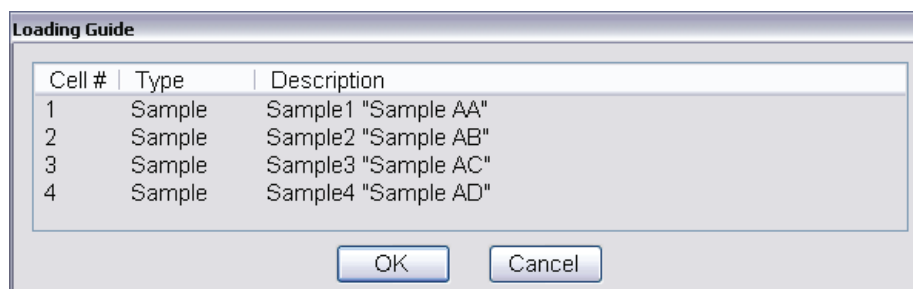 Loading Guide
Cell # Type Description
1 Sample Sample1 "Sample AA"
2 Sample Sample2 "Sample AB"
3 Sample Sample3 "Sample AC"
4 Sample Sample4 "Sample AD"
OK Cancel